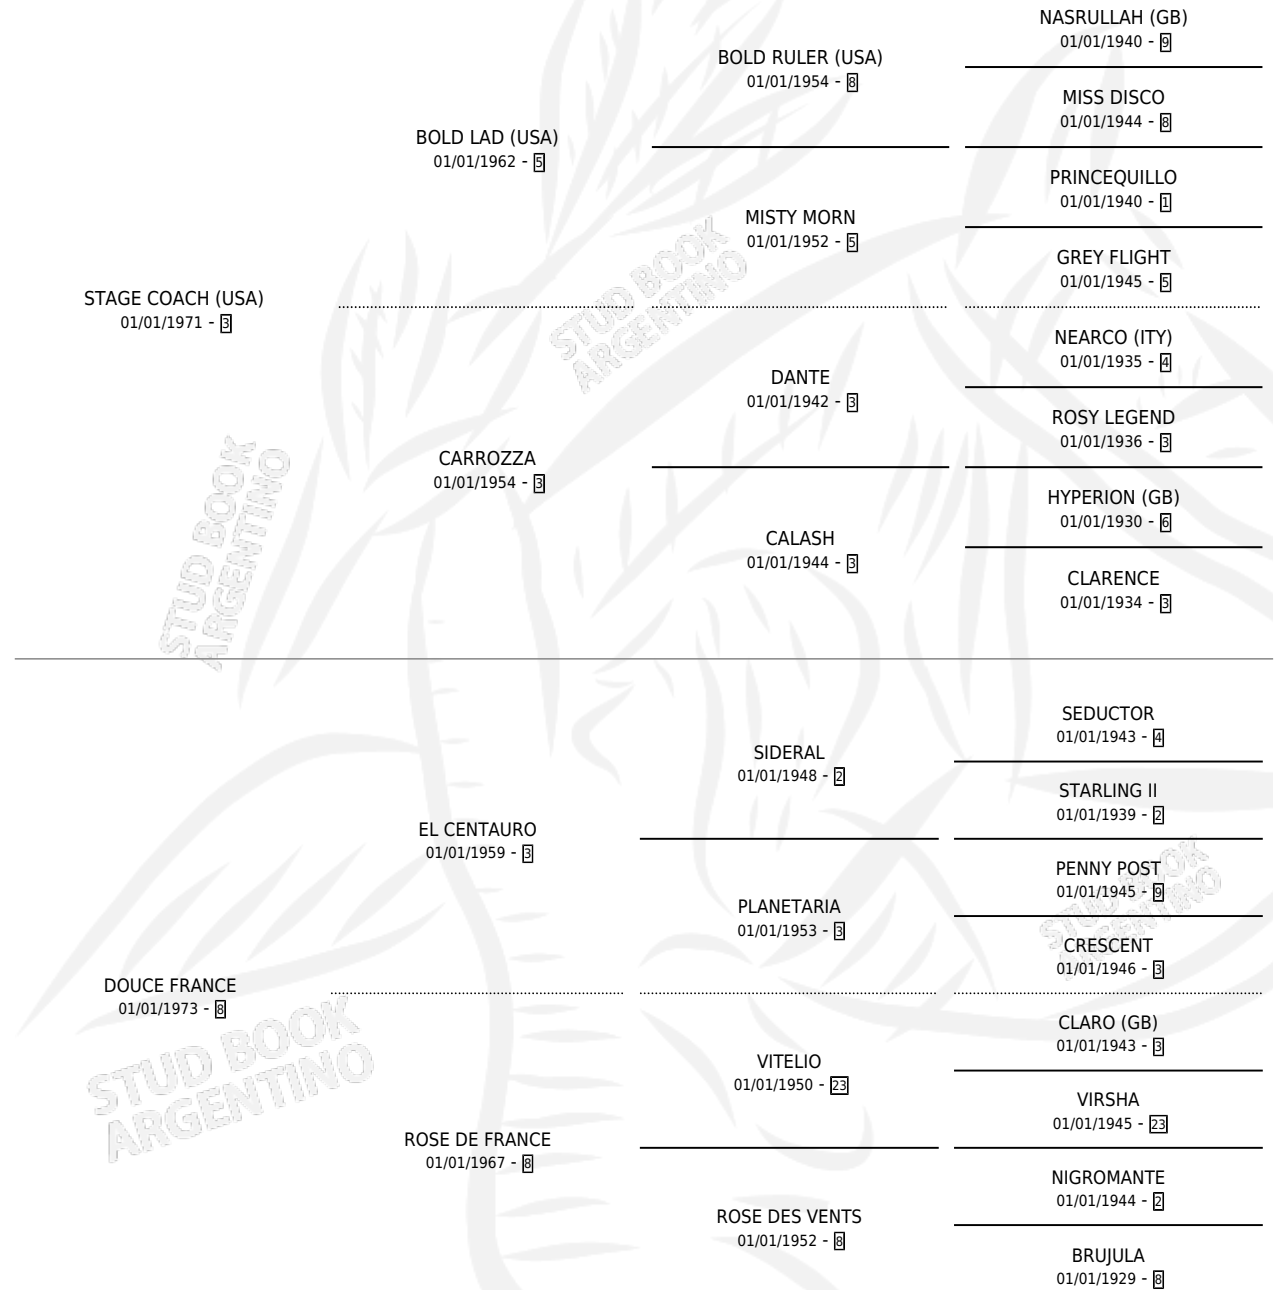 NASRULLAH (GB)
01/01/1940 - 9
BOLD RULER (USA)
01/01/1954 - 8
MISS DISCO
01/01/1944 - 8
BOLD LAD (USA)
01/01/1962 - 5
PRINCEQUILLO
01/01/1940 - 1
MISTY MORN
01/01/1952 - 5
GREY FLIGHT
01/01/1945 - 5
STAGE COACH (USA)
01/01/1971 - 3
NEARCO (ITY)
01/01/1935 - 4
DANTE
01/01/1942 - 3
ROSY LEGEND
01/01/1936 - 3
CARROZZA
01/01/1954 - 3
HYPERION (GB)
01/01/1930 - 6
CALASH
01/01/1944 - 3
CLARENCE
01/01/1934 - 3
SEDUCTOR
01/01/1943 - 4
SIDERAL
01/01/1948 - 2
STARLING II
01/01/1939 - 2
EL CENTAURO
01/01/1959 - 3
PENNY POST
01/01/1945 - 9
PLANETARIA
01/01/1953 - 3
CRESCENT
01/01/1946 - 3
DOUCE FRANCE
01/01/1973 - 8
CLARO (GB)
01/01/1943 - 3
VITELIO
01/01/1950 - 23
VIRSHA
01/01/1945 - 23
ROSE DE FRANCE
01/01/1967 - 8
NIGROMANTE
01/01/1944 - 2
ROSE DES VENTS
01/01/1952 - 8
BRUJULA
01/01/1929 - 8
STUD BOOK
ARGENTINO
STUD BOOK
ARGENTINO
STUD BOOK
ARGENTINO
STUD BOOK
ARGENTINO